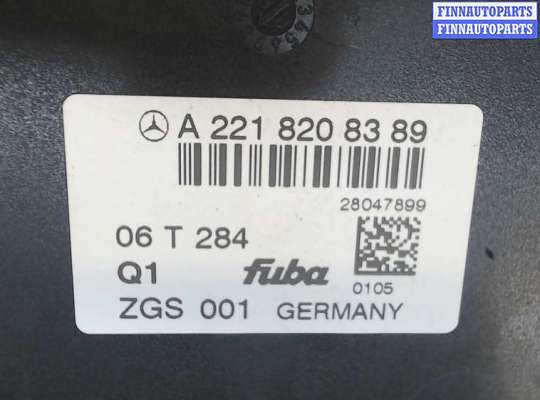 FINNAUTOPARTS
FINNAUTOPARTS
A 221 820 83 89
28047899
06 T 284
Q1 fuba 0105
ZGS 001 GERMANY